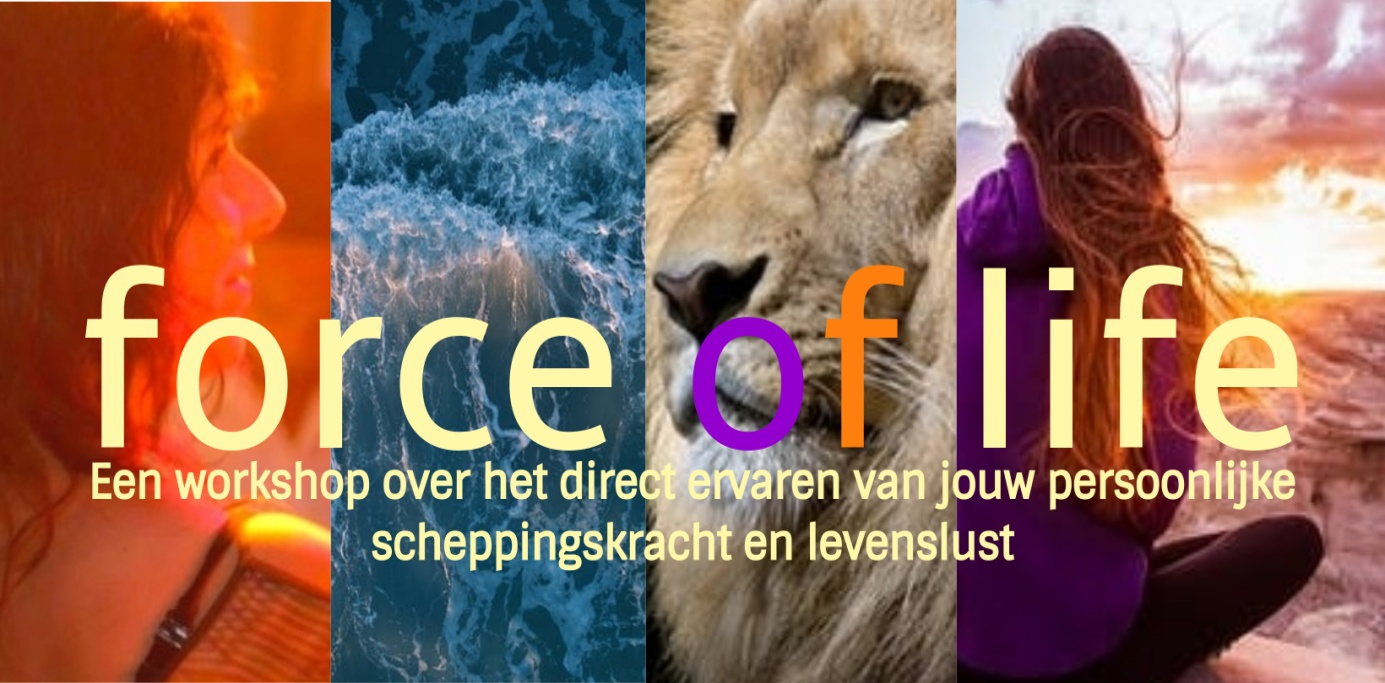 force of life
Een workshop over het direct ervaren van jouw persoonlijke
scheppingskracht en levenslust